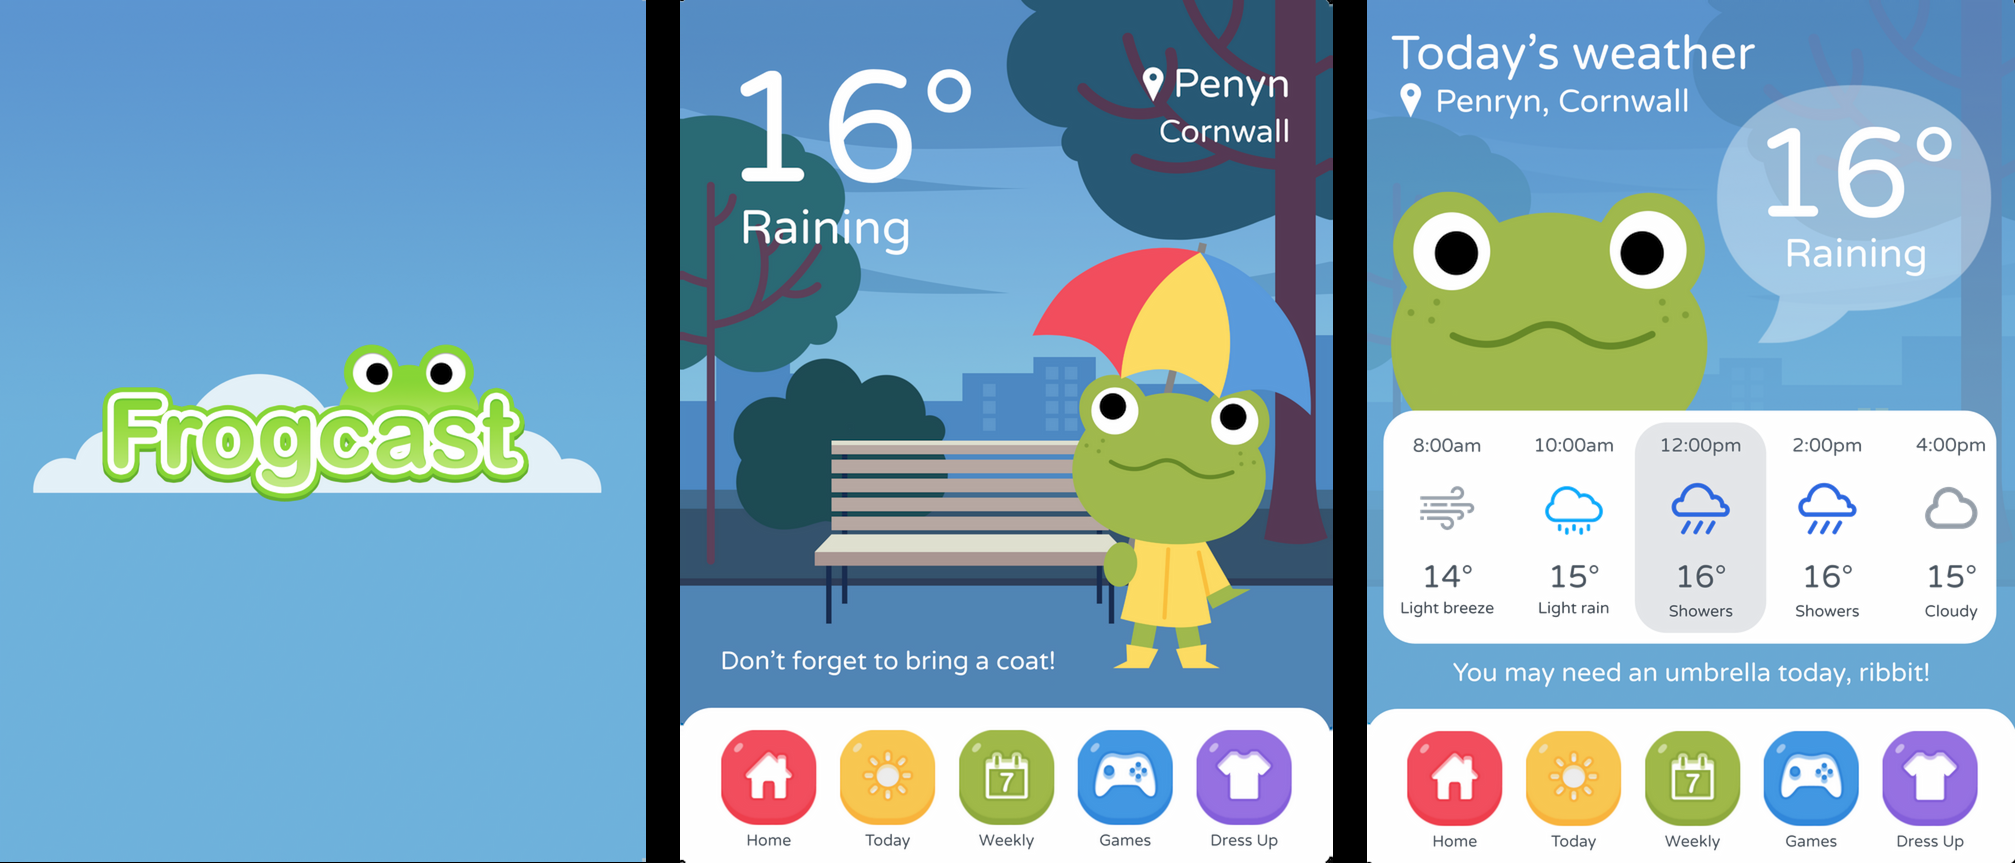 Frogcast
16°
Raining
Penyn
Cornwall
Don't forget to bring a coat!
Home Today Weekly Games Dress Up
7
Today's weather
Penryn, Cornwall
16°
Raining
8:00am 10:00am 12:00pm 2:00pm 4:00pm
14° 15° 16° 16° 15°
Light breeze Light rain Showers Showers Cloudy
You may need an umbrella today, ribbit!
7
Home Today Weekly Games Dress Up